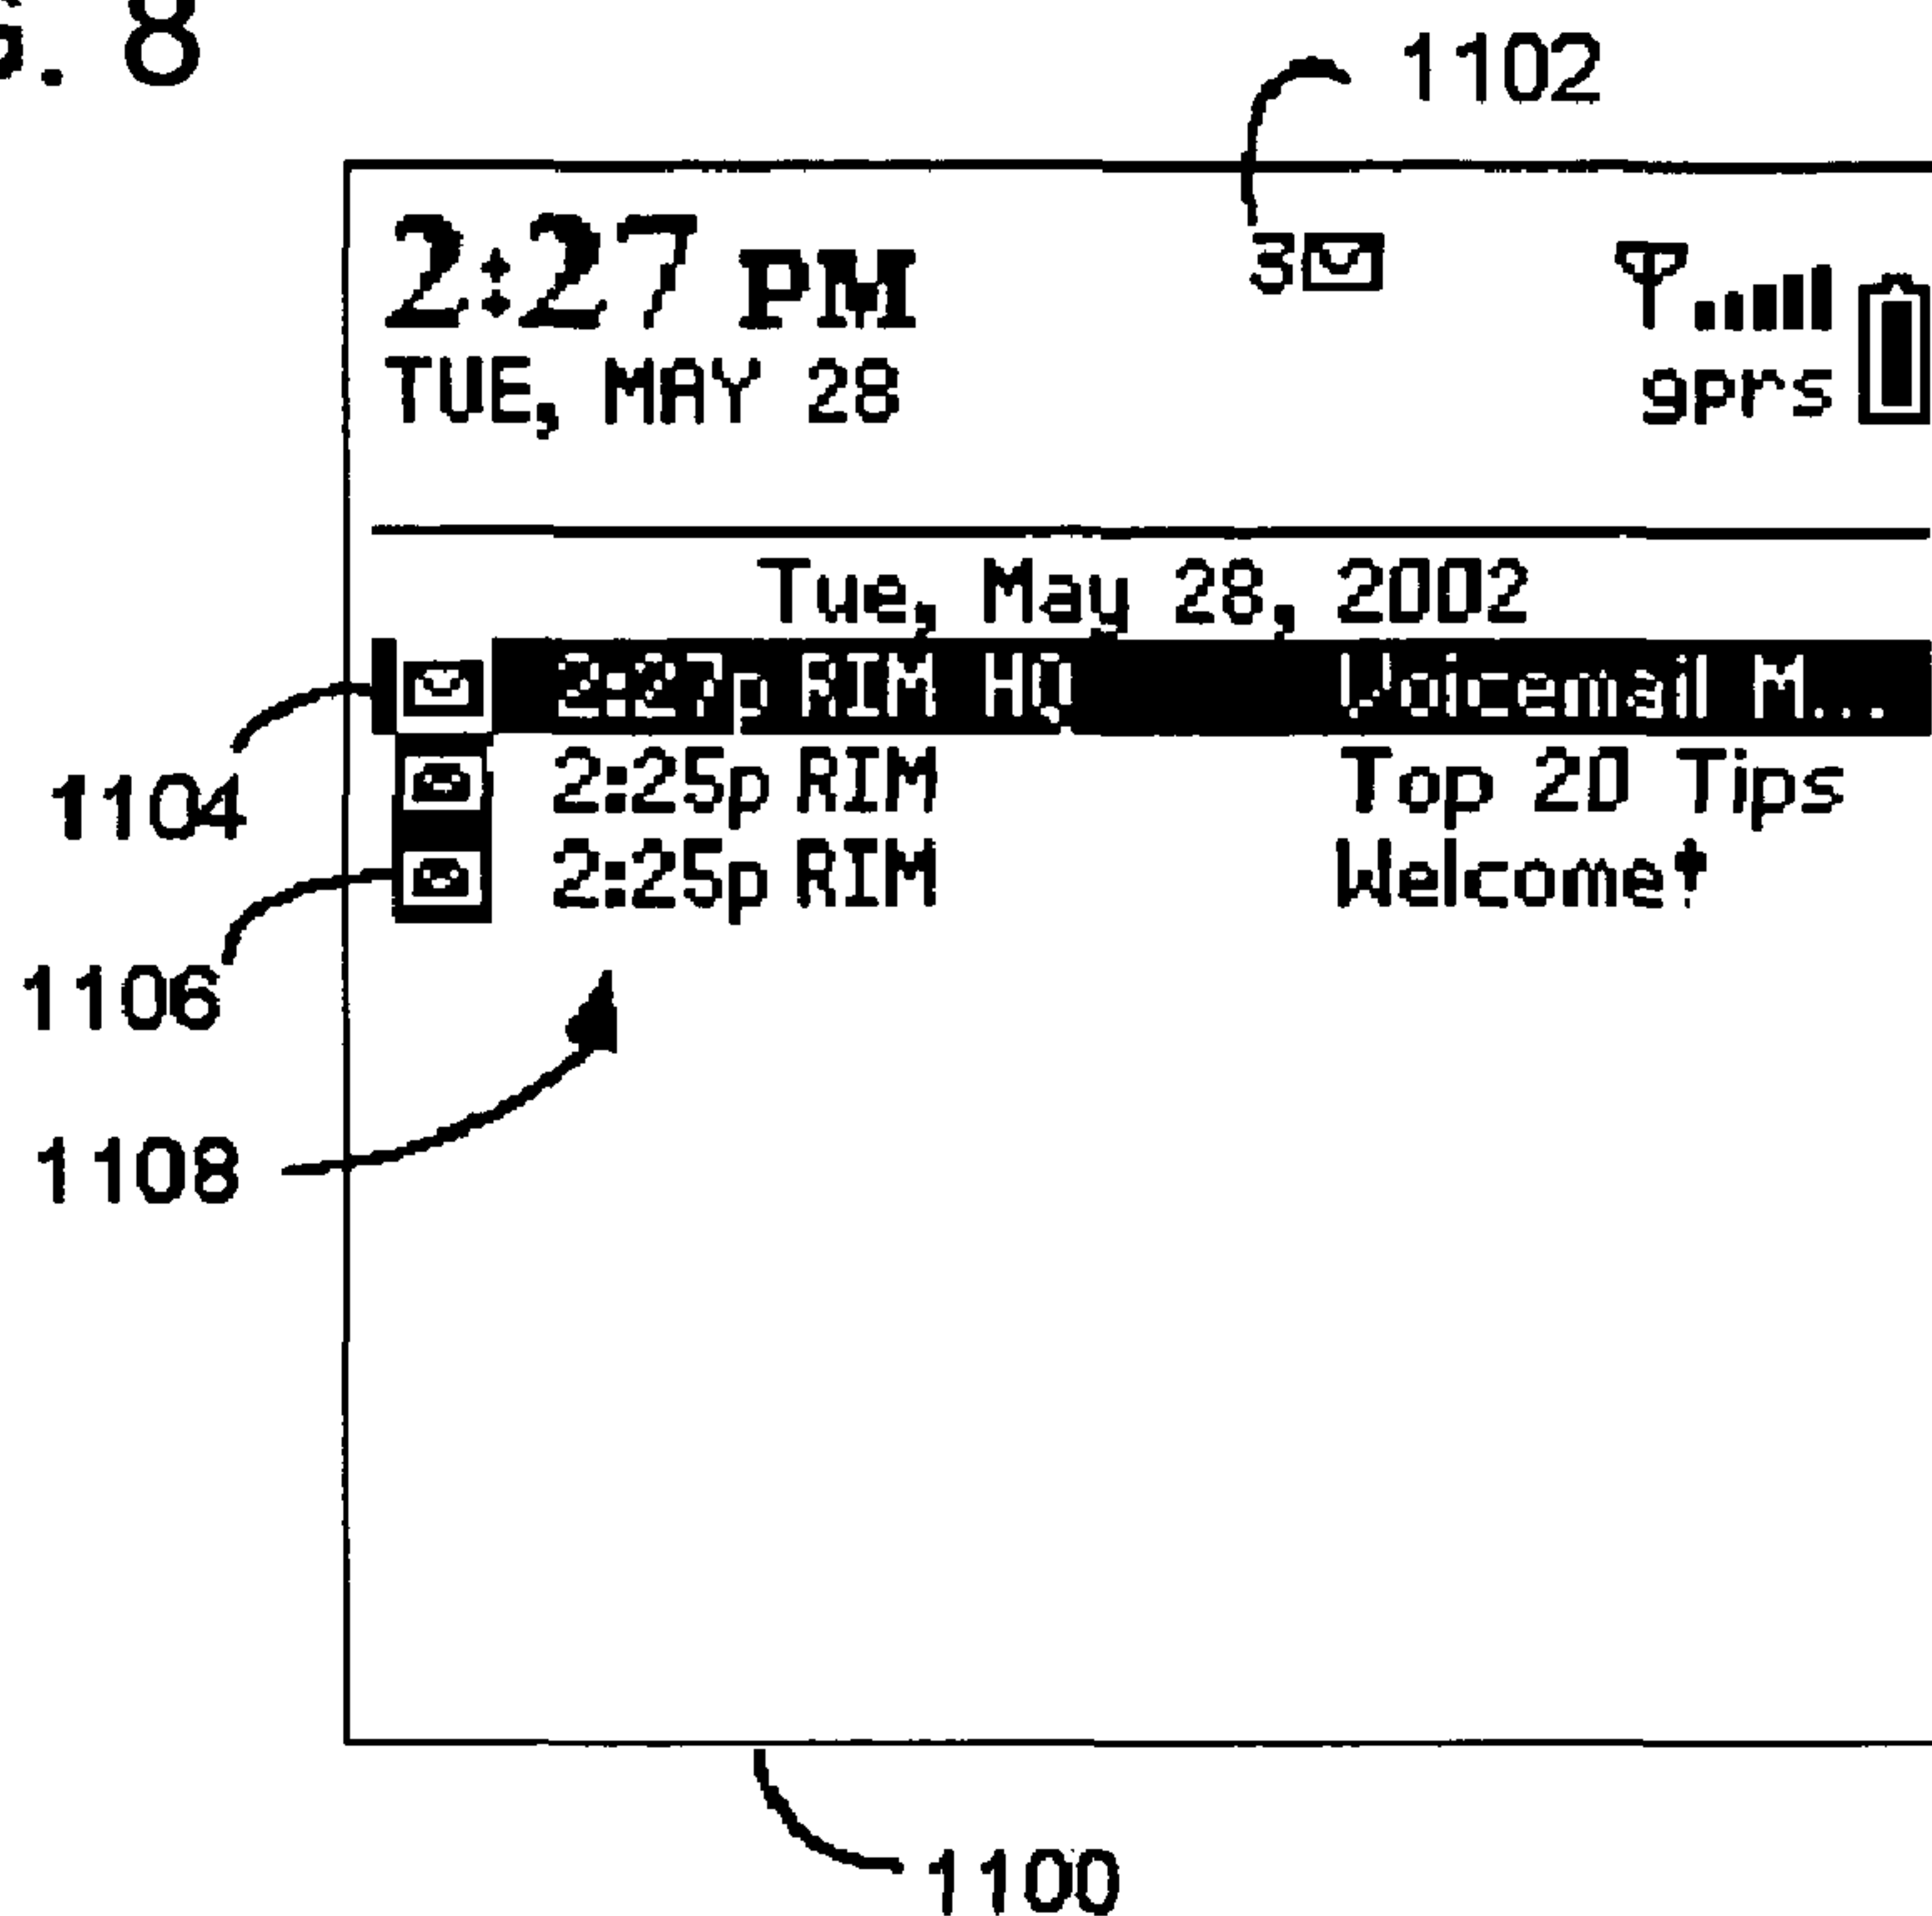 . 8
1102
2:27 PM 3
TUE, MAY 28 gprs
Tue, May 28, 2002
2:27p RIM HQ Voicemail M...
1104
2:25p RIM Top 20 Tips
2:25p RIM Welcome!
1106
1108
1100